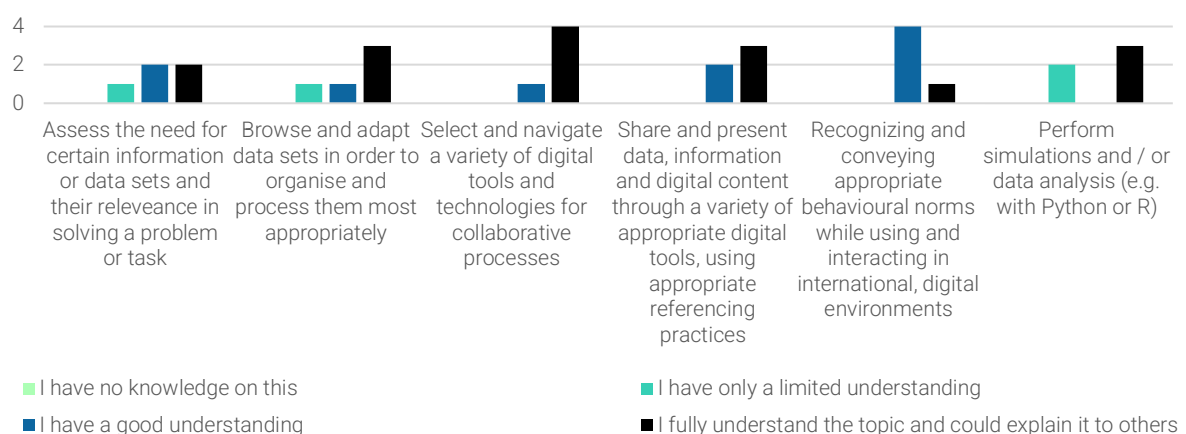 4
2
0
Assess the need for
certain information
or data sets and
their releveance in
solving a problem
or task
Browse and adapt
data sets in order to
organise and
process them most
appropriately
Select and navigate
a variety of digital
tools and
technologies for
collaborative
processes
Share and present
data, information
and digital content
through a variety of
appropriate digital
tools, using
appropriate
referencing
practices
Recognizing and
conveying
appropriate
behavioural norms
while using and
interacting in
international, digital
environments
Perform
simulations and / or
data analysis (e.g.
with Python or R)
I have no knowledge on this
I have only a limited understanding
I have a good understanding
I fully understand the topic and could explain it to others